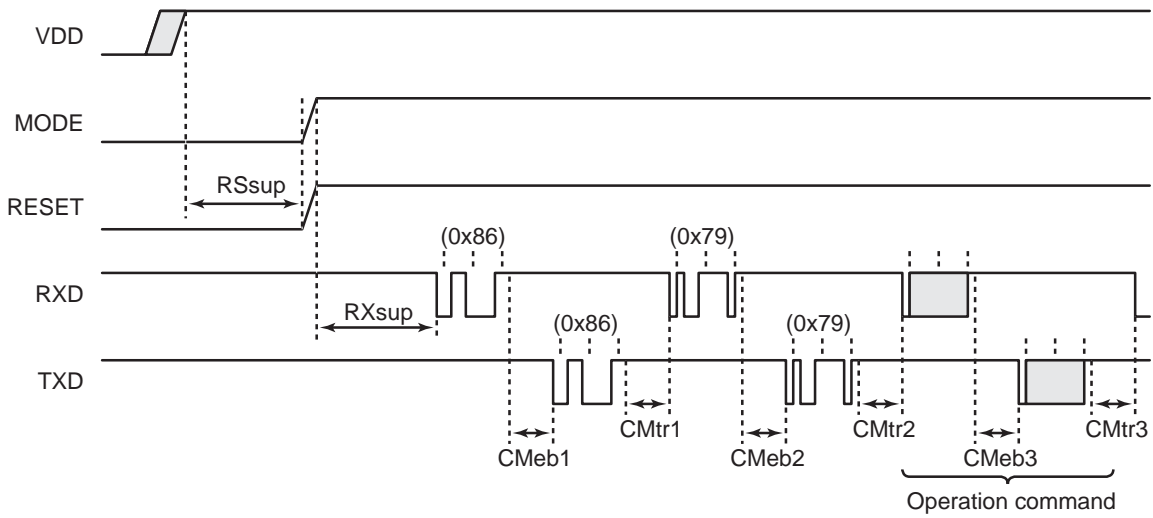 VDD
MODE
RSsup
RESET
(0x86) (0x79)
RXD
RXsup
(0x86) (0x79)
TXD
CMtr1 CMtr2 CMtr3
CMeb1 CMeb2 CMeb3
Operation command